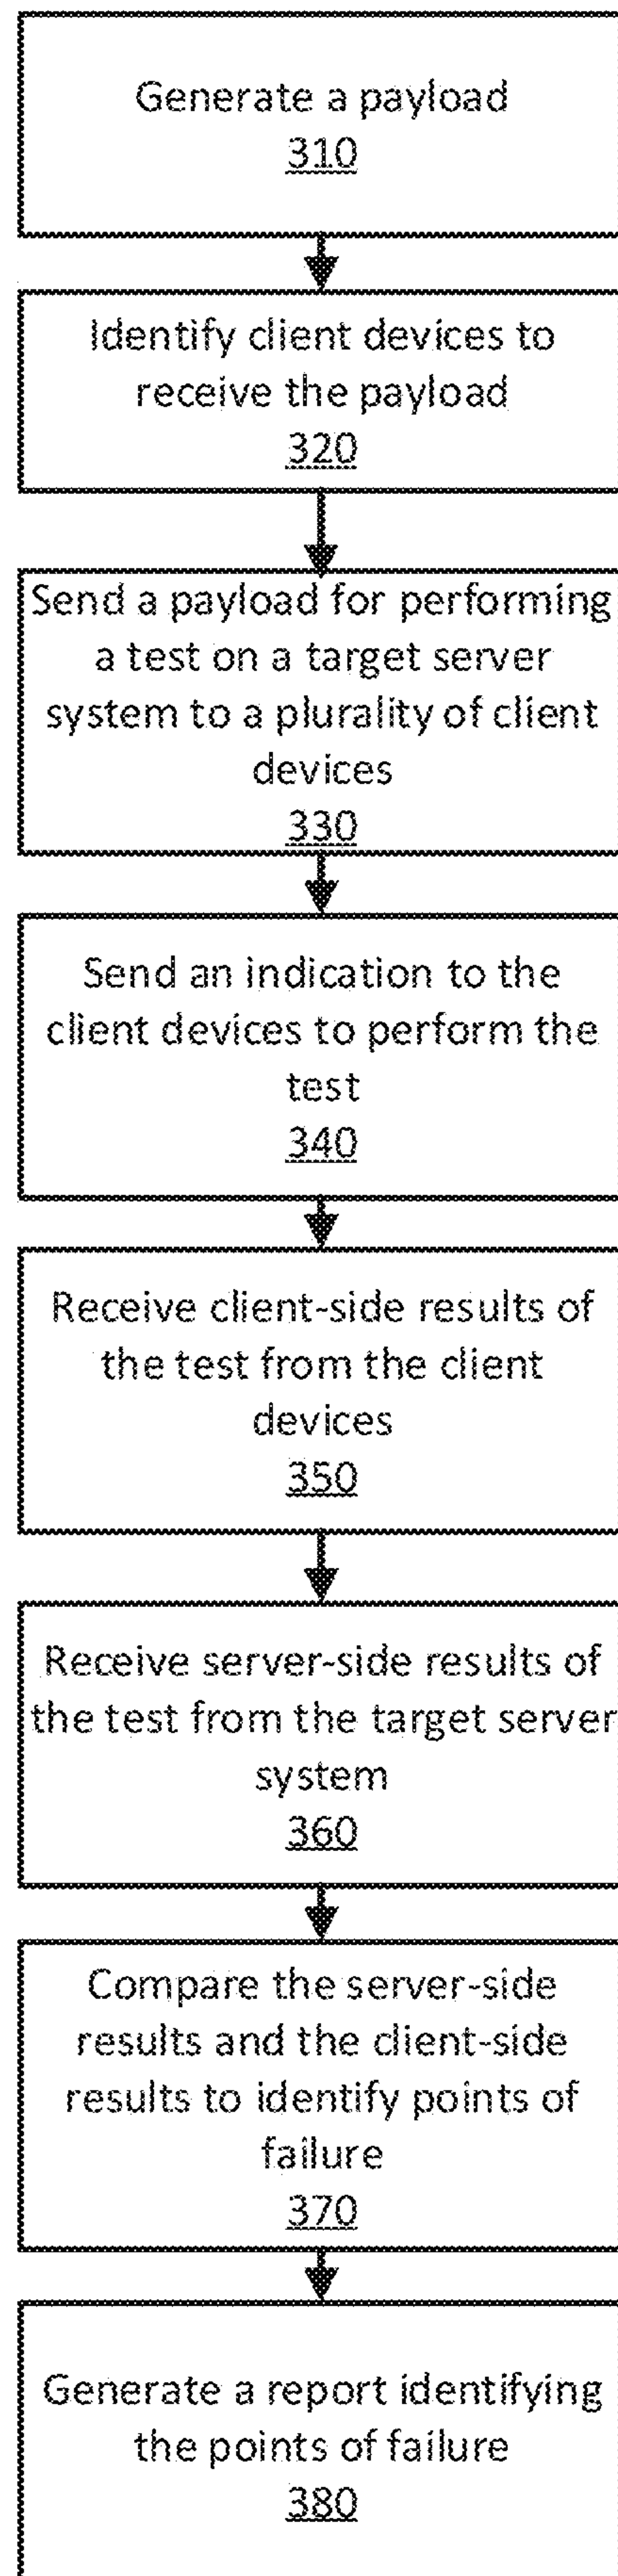 Generate a payload
310
Identify client devices to
receive the payload
320
Send a payload for performing
a test on a target server
system to a plurality of client
devices
330
Send an indication to the
client devices to perform the
test
340
Receive client-side results of
the test from the client
devices
350
Receive server-side results of
the test from the target server
system
360
Compare the server-side
results and the client-side
results to identify points of
failure
370
Generate a report identifying
the points of failure
380